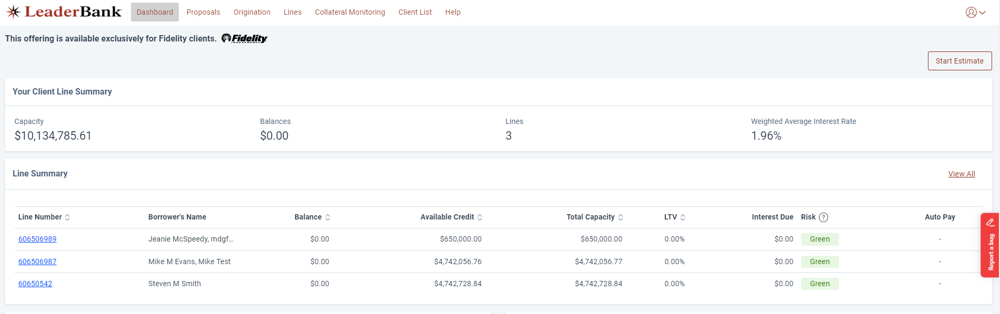 LeaderBank Dashboard Proposals Origination Lines Collateral Monitoring Client List Help
This offering is available exclusively for Fidelity clients. Fidelity INVESTMENTS
Start Estimate
Your Client Line Summary
Capacity Balances Lines Weighted Average Interest Rate
$10,134,785.61 $0.00 3 1.96%
Line Summary View All
Line Number Borrower's Name Balance Available Credit Total Capacity LTV Interest Due Risk ? Auto Pay
606506989 Jeanie McSpeedy, mdgf... $0.00 $650,000.00 $650,000.00 0.00% $0.00 Green -
606506987 Mike M Evans, Mike Test $0.00 $4,742,056.76 $4,742,056.77 0.00% $0.00 Green -
60650542 Steven M Smith $0.00 $4,742,728.84 $4,742,728.84 0.00% $0.00 Green -
Report a bug